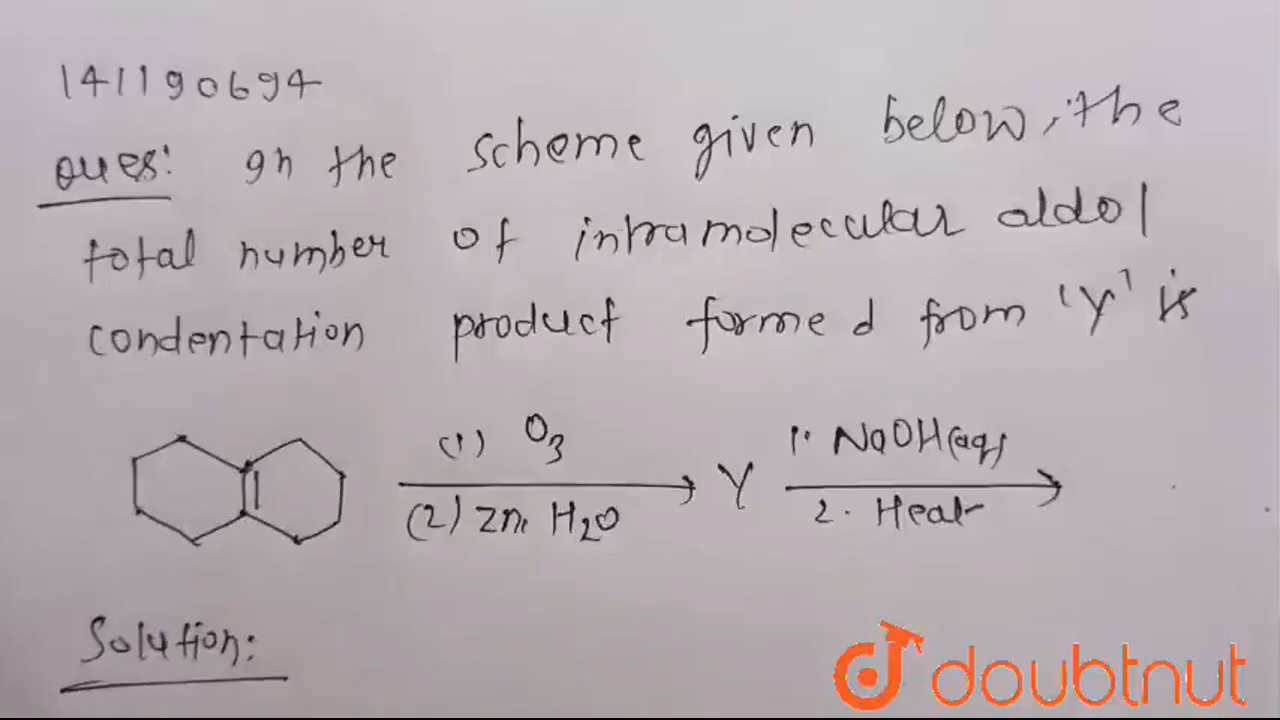 141190694
ques: In the scheme given below, the
total number of intramolecular aldol
condentation product formed from 'Y' is
(1) O3
(2) Zn, H2O
Y
1. NaOH(aq)
2. Heat
Solution:
doubtnut